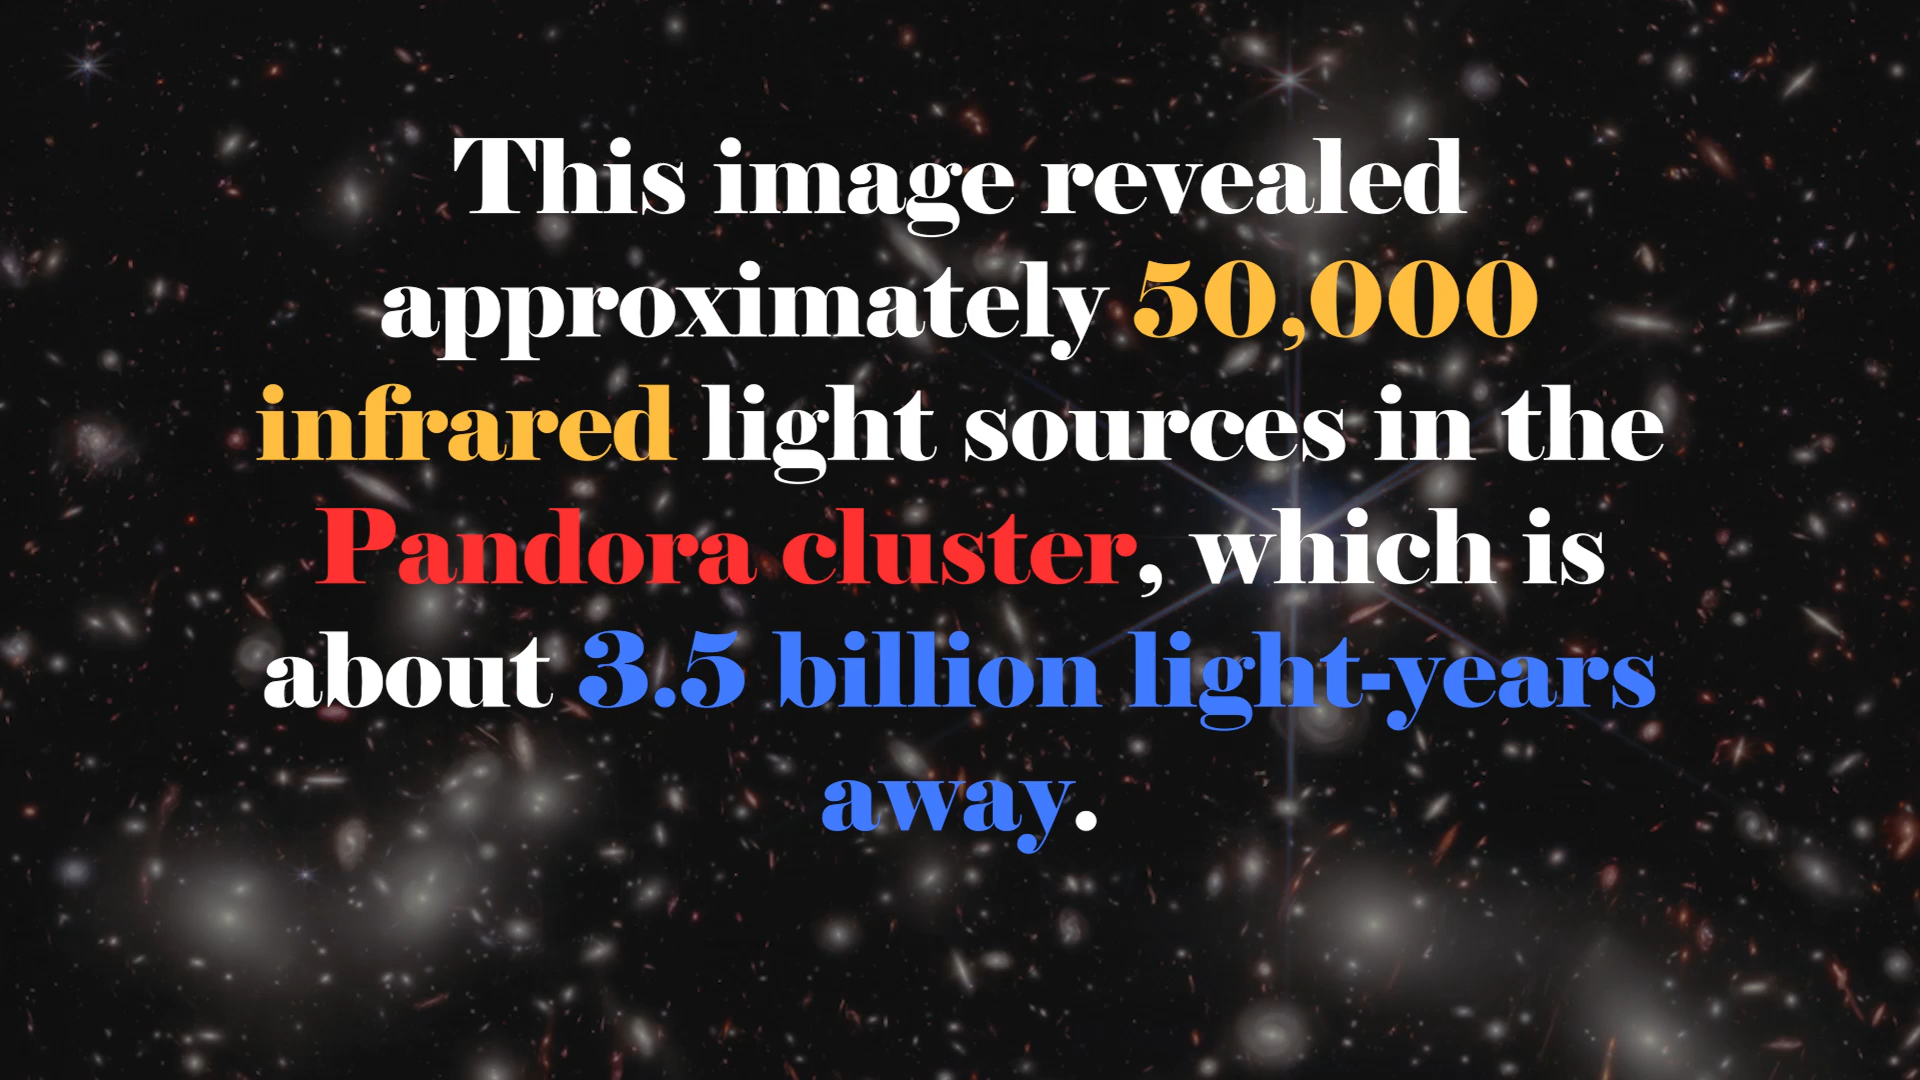 This image revealed
approximately 50,000
infrared light sources in the
Pandora cluster, which is
about 3.5 billion light-years
away.